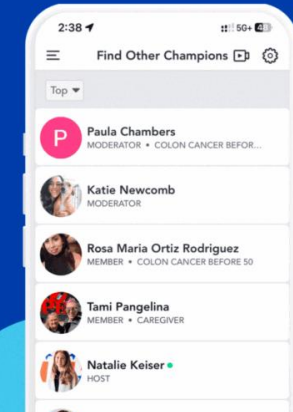 2:38 5G+ 43
Find Other Champions
Top
P
Paula Chambers
MODERATOR • COLON CANCER BEFOR...
Katie Newcomb
MODERATOR
Rosa Maria Ortiz Rodriguez
MEMBER • COLON CANCER BEFORE 50
Tami Pangelina
MEMBER • CAREGIVER
Natalie Keiser
HOST